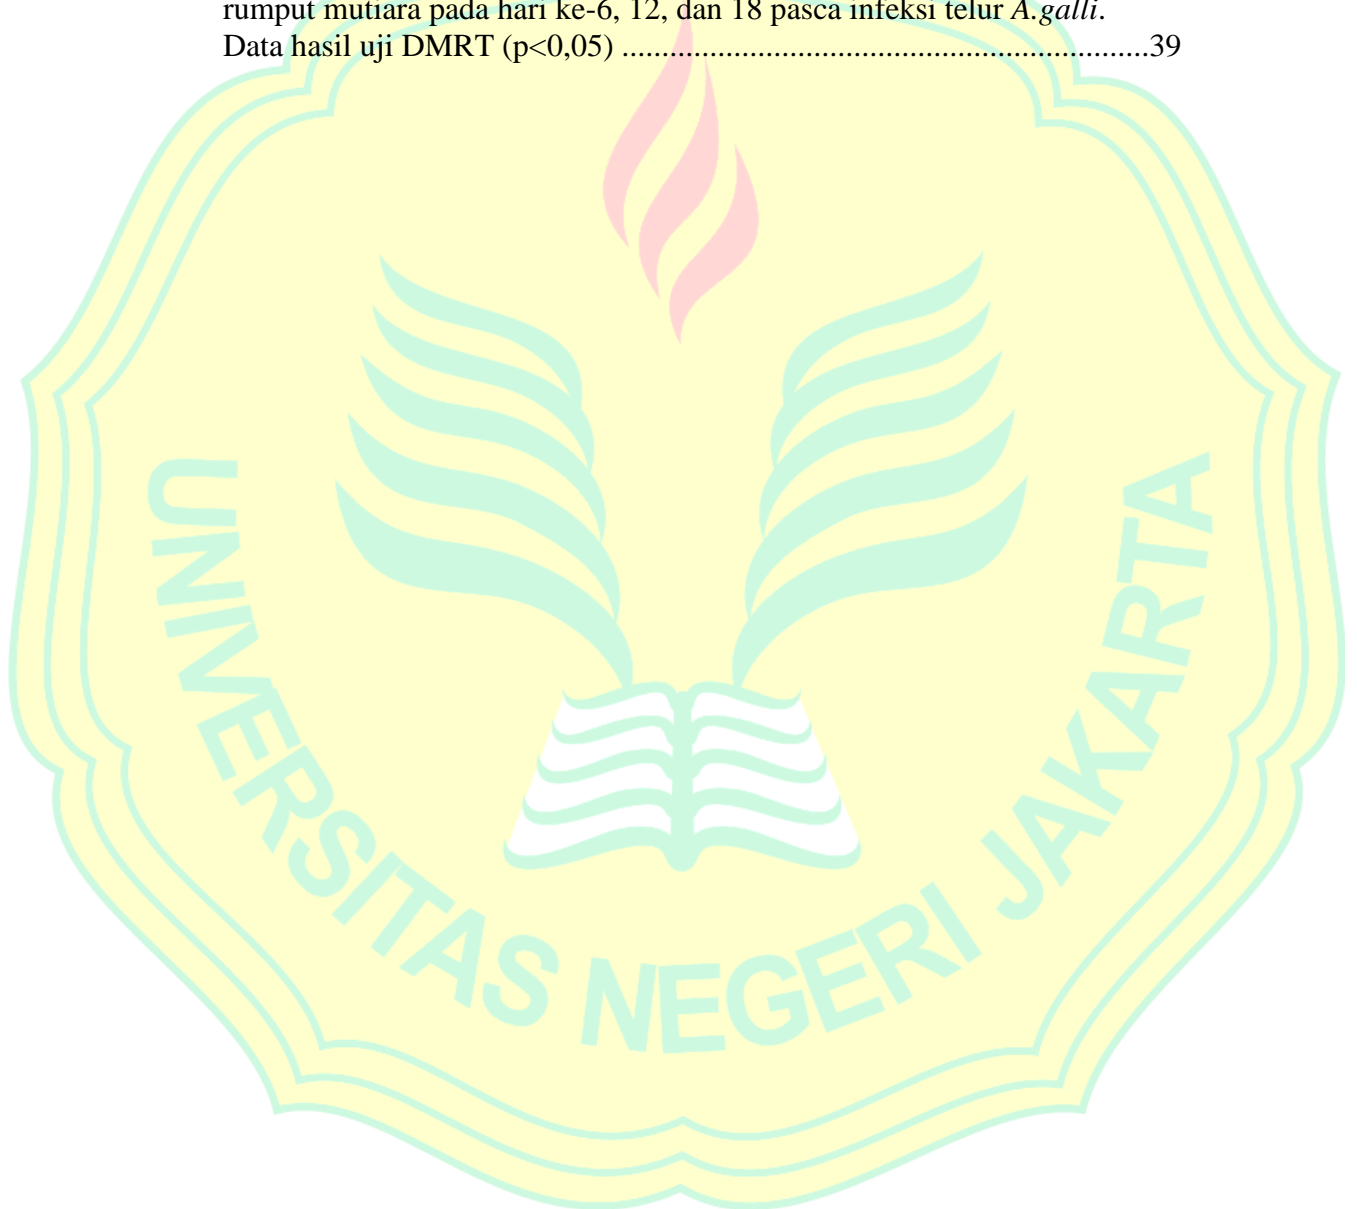 rumput mutiara pada hari ke-6, 12, dan 18 pasca infeksi telur A.galli.
Data hasil uji DMRT (p<0,05) ..................................................................39
UNIVERSITAS NEGERI JAKARTA